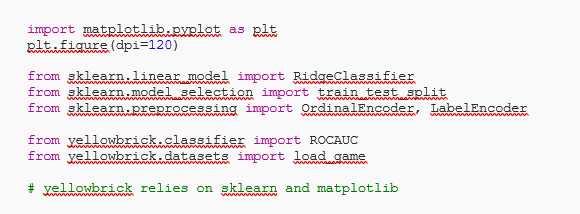 import matplotlib.pyplot as plt
plt.figure(dpi=120)
from sklearn.linear_model import RidgeClassifier
from sklearn.model_selection import train_test_split
from sklearn.preprocessing import OrdinalEncoder, LabelEncoder
from yellowbrick.classifier import ROCAUC
from yellowbrick.datasets import load_game
# yellowbrick relies on sklearn and matplotlib